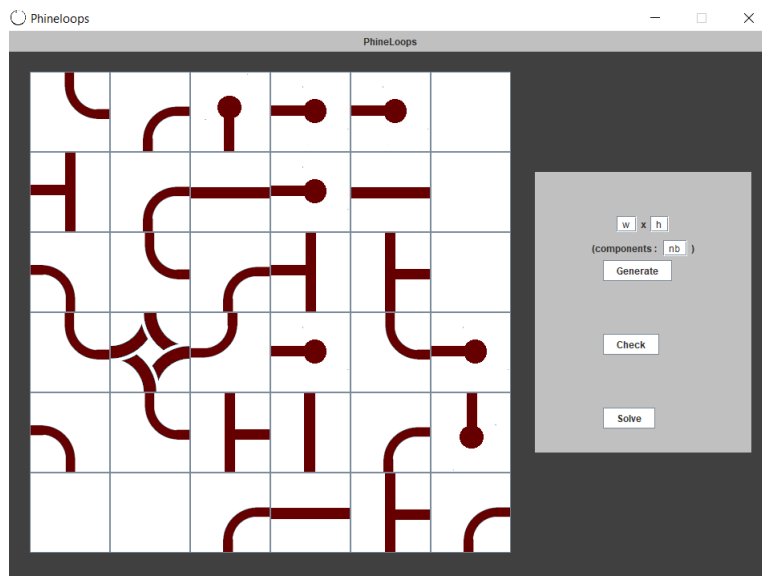 Phineloops
PhineLoops
w x h
(components : nb )
Generate
Check
Solve